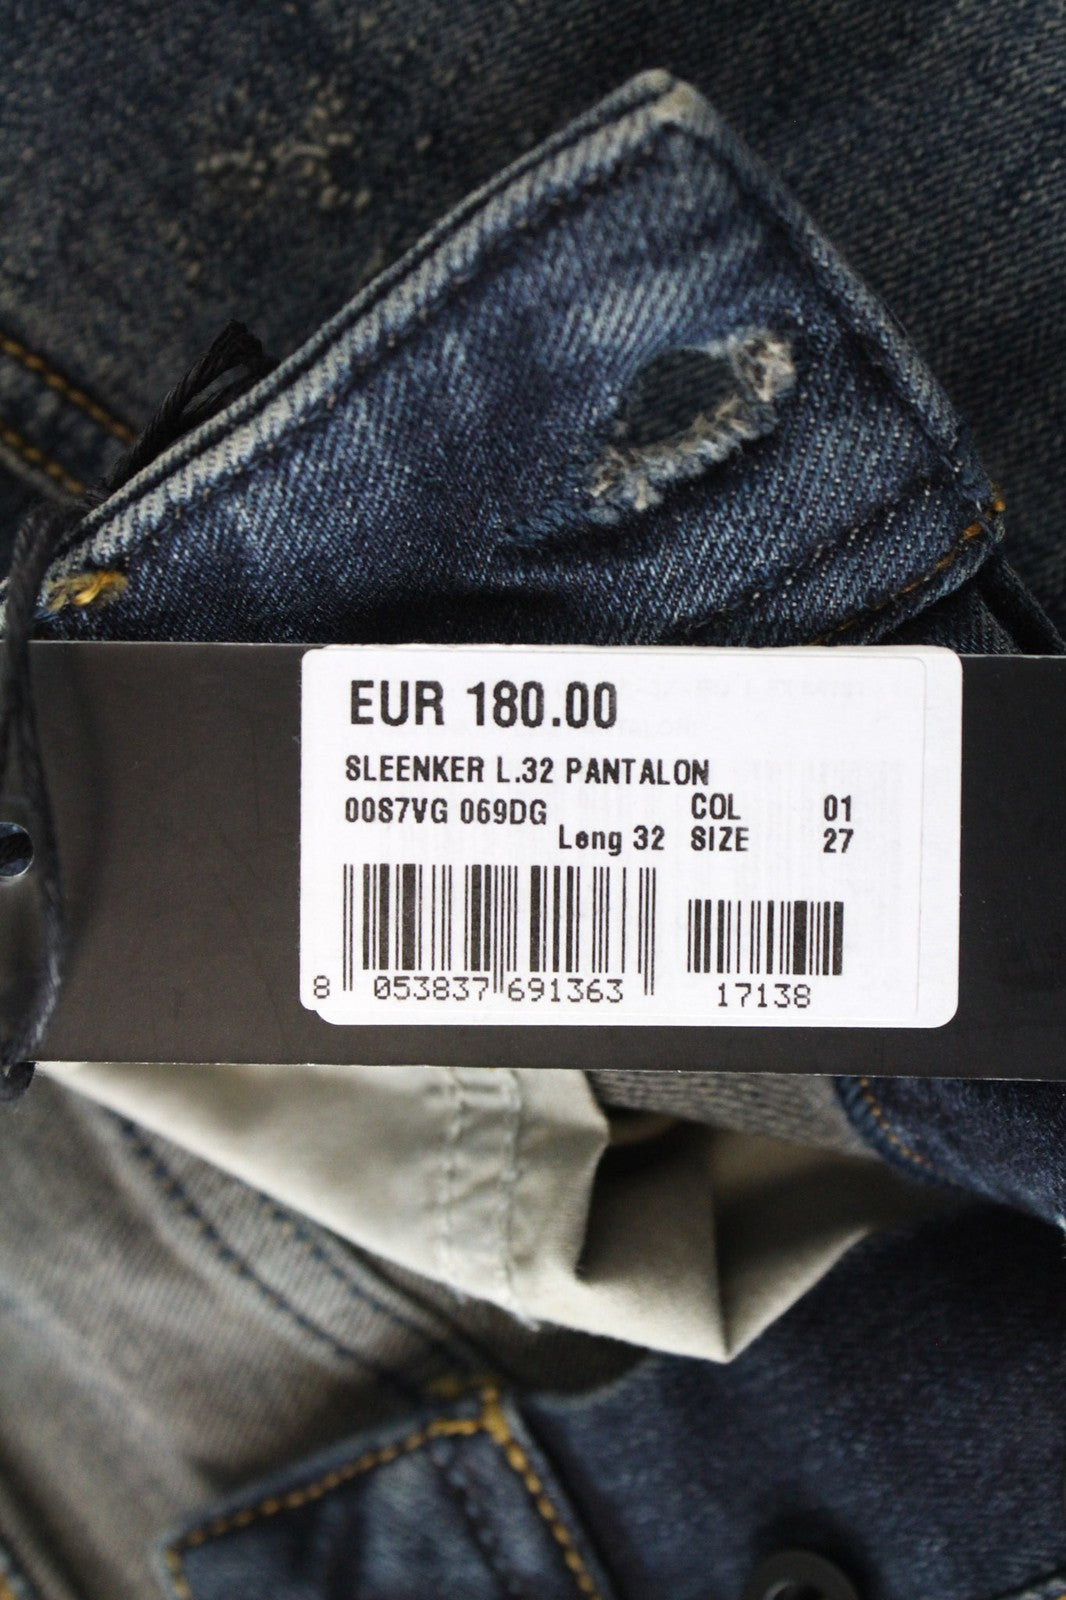 EUR 180.00
SLEENKER L.32 PANTALON
00S7VG 069DG COL 01
Leng 32 SIZE 27
8 053837 691363 17138